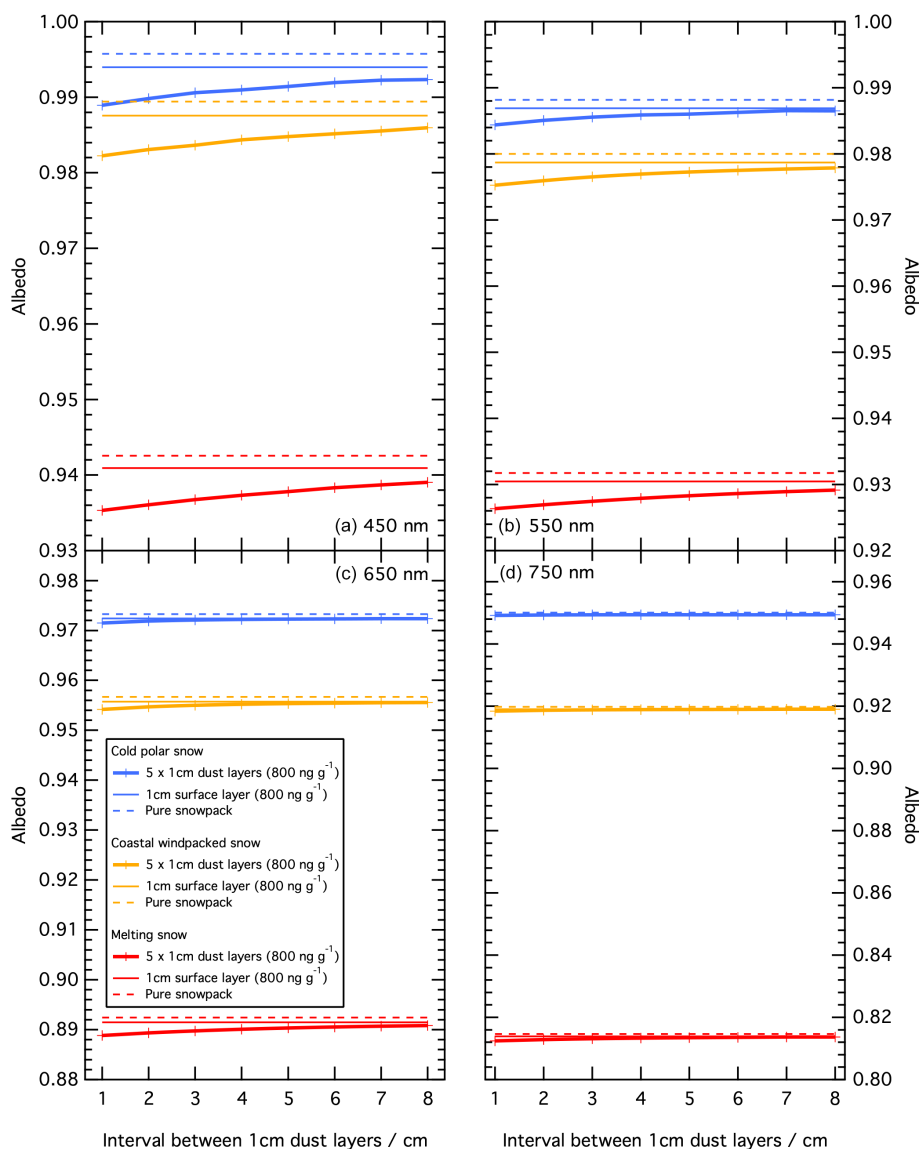 1.00
0.99
0.98
0.97
0.96
0.95
0.94
0.93
Albedo
(a) 450 nm
1.00
0.99
0.98
0.97
0.96
0.95
0.94
0.93
0.92
Albedo
(b) 550 nm
(c) 650 nm
0.98
0.97
0.96
0.95
0.94
0.93
0.92
0.91
0.90
0.89
0.88
Albedo
Cold polar snow
5 x 1cm dust layers (800 ng g-1)
1cm surface layer (800 ng g-1)
Pure snowpack
Coastal windpacked snow
5 x 1cm dust layers (800 ng g-1)
1cm surface layer (800 ng g-1)
Pure snowpack
Melting snow
5 x 1cm dust layers (800 ng g-1)
1cm surface layer (800 ng g-1)
Pure snowpack
1 2 3 4 5 6 7 8
Interval between 1cm dust layers / cm
(d) 750 nm
0.96
0.94
0.92
0.90
0.88
0.86
0.84
0.82
0.80
Albedo
1 2 3 4 5 6 7 8
Interval between 1cm dust layers / cm